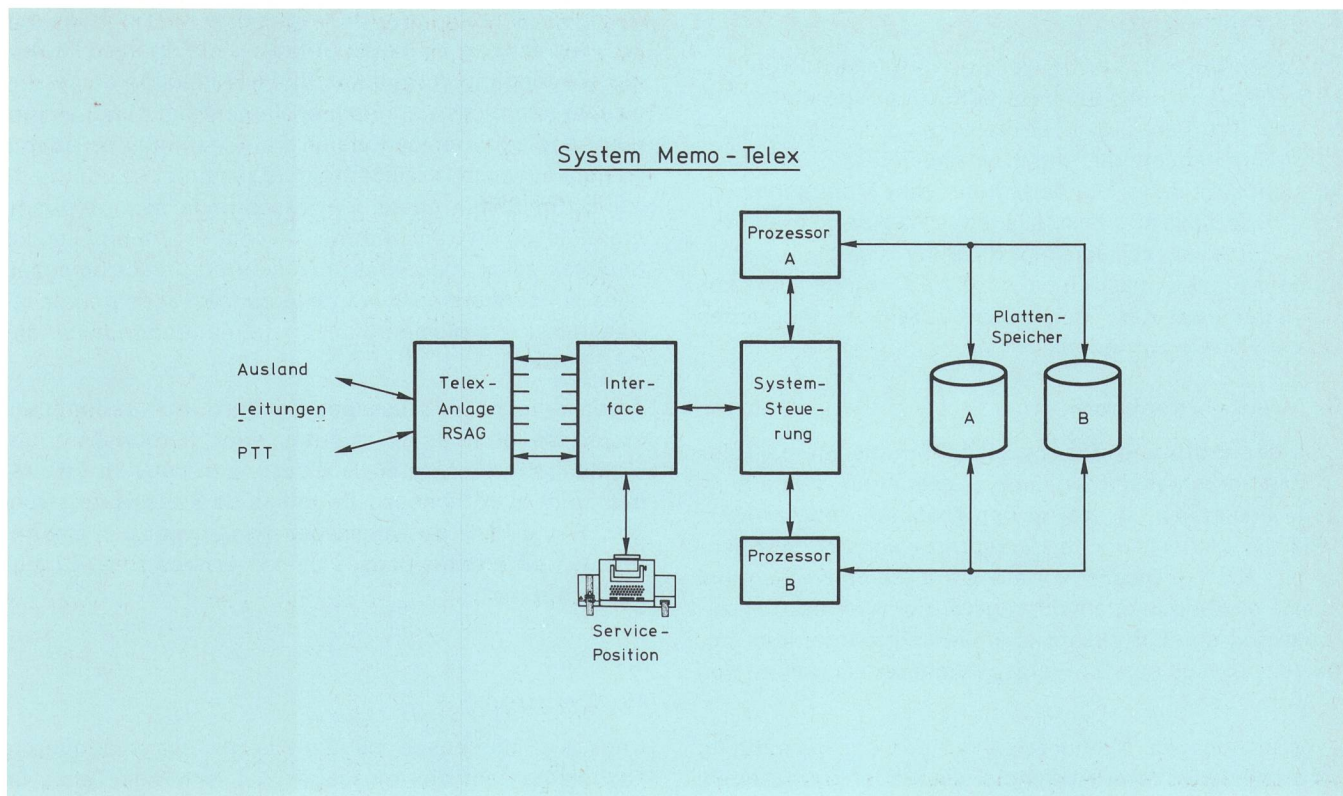 System Memo - Telex
Prozessor
A
Platten-
Speicher
Ausland
Leitungen
PTT
Telex-
Anlage
RSAG
Inter-
face
System-
Steue-
rung
A
B
Prozessor
B
Service-
Position